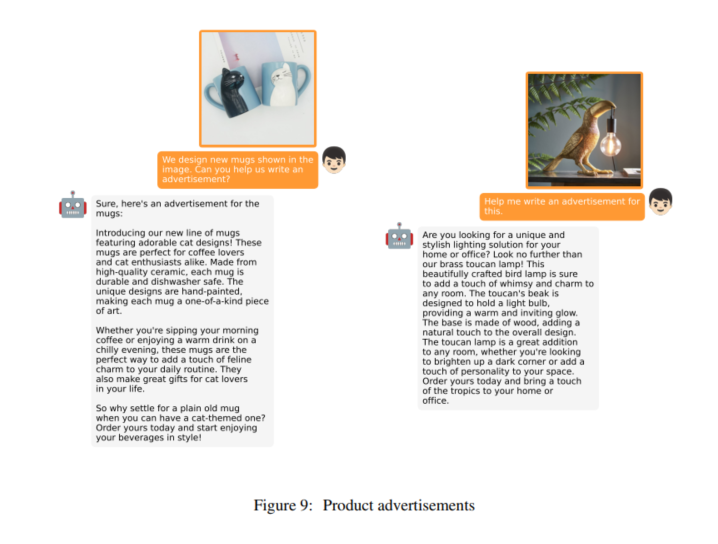 We design new mugs shown in the
image. Can you help us write an
advertisement?
Sure, here's an advertisement for the
mugs:
Introducing our new line of mugs
featuring adorable cat designs! These
mugs are perfect for coffee lovers
and cat enthusiasts alike. Made from
high-quality ceramic, each mug is
durable and dishwasher safe. The
unique designs are hand-painted,
making each mug a one-of-a-kind piece
of art.
Whether you're sipping your morning
coffee or enjoying a warm drink on a
chilly evening, these mugs are the
perfect way to add a touch of feline
charm to your daily routine. They
also make great gifts for cat lovers
in your life.
So why settle for a plain old mug
when you can have a cat-themed one?
Order yours today and start enjoying
your beverages in style!
Help me write an advertisement for
this.
Are you looking for a unique and
stylish lighting solution for your
home or office? Look no further than
our brass toucan lamp! This
beautifully crafted bird lamp is sure
to add a touch of whimsy and charm to
any room. The toucan's beak is
designed to hold a light bulb,
providing a warm and inviting glow.
The base is made of wood, adding a
natural touch to the overall design.
The toucan lamp is a great addition
to any room, whether you're looking
to brighten up a dark corner or add a
touch of personality to your space.
Order yours today and bring a touch
of the tropics to your home or
office.
Figure 9: Product advertisements